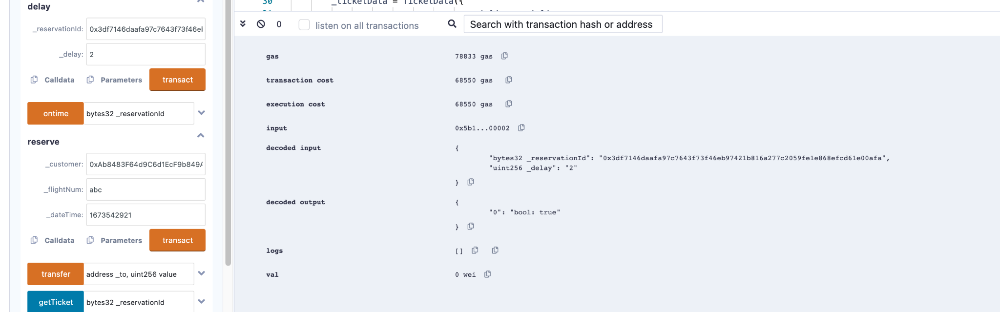 delay
_reservationId: 0x3df7146daafa97c7643f73f46el
_delay: 2
Calldata Parameters transact
ontime bytes32 _reservationId
reserve
_customer: 0xAb8483F64d9C6d1EcF9b849A
_flightNum: abc
_dateTime: 1673542921
Calldata Parameters transact
transfer address _to, uint256 value
getTicket bytes32 _reservationId
30 _ticketData = TicketData({
0 listen on all transactions Search with transaction hash or address
gas 78833 gas
transaction cost 68550 gas
execution cost 68550 gas
input 0x5b1...00002
decoded input {
"bytes32 _reservationId": "0x3df7146daafa97c7643f73f46eb97421b816a277c2059fe1e868efcd61e00afa",
"uint256 _delay": "2"
}
decoded output {
"0": "bool: true"
}
logs []
val 0 wei